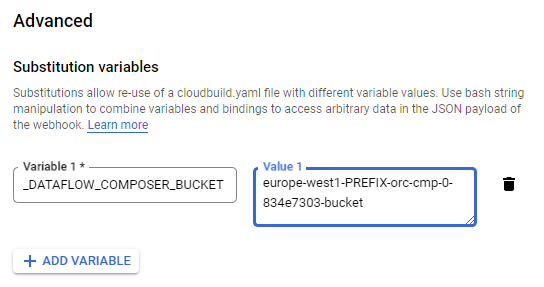 Advanced
Substitution variables
Substitutions allow re-use of a cloudbuild.yaml file with different variable values. Use bash string
manipulation to combine variables and bindings to access arbitrary data in the JSON payload of
the webhook. Learn more
Variable 1 *
_DATAFLOW_COMPOSER_BUCKET
Value 1
europe-west1-PREFIX-orc-cmp-0-
834e7303-bucket
ADD VARIABLE